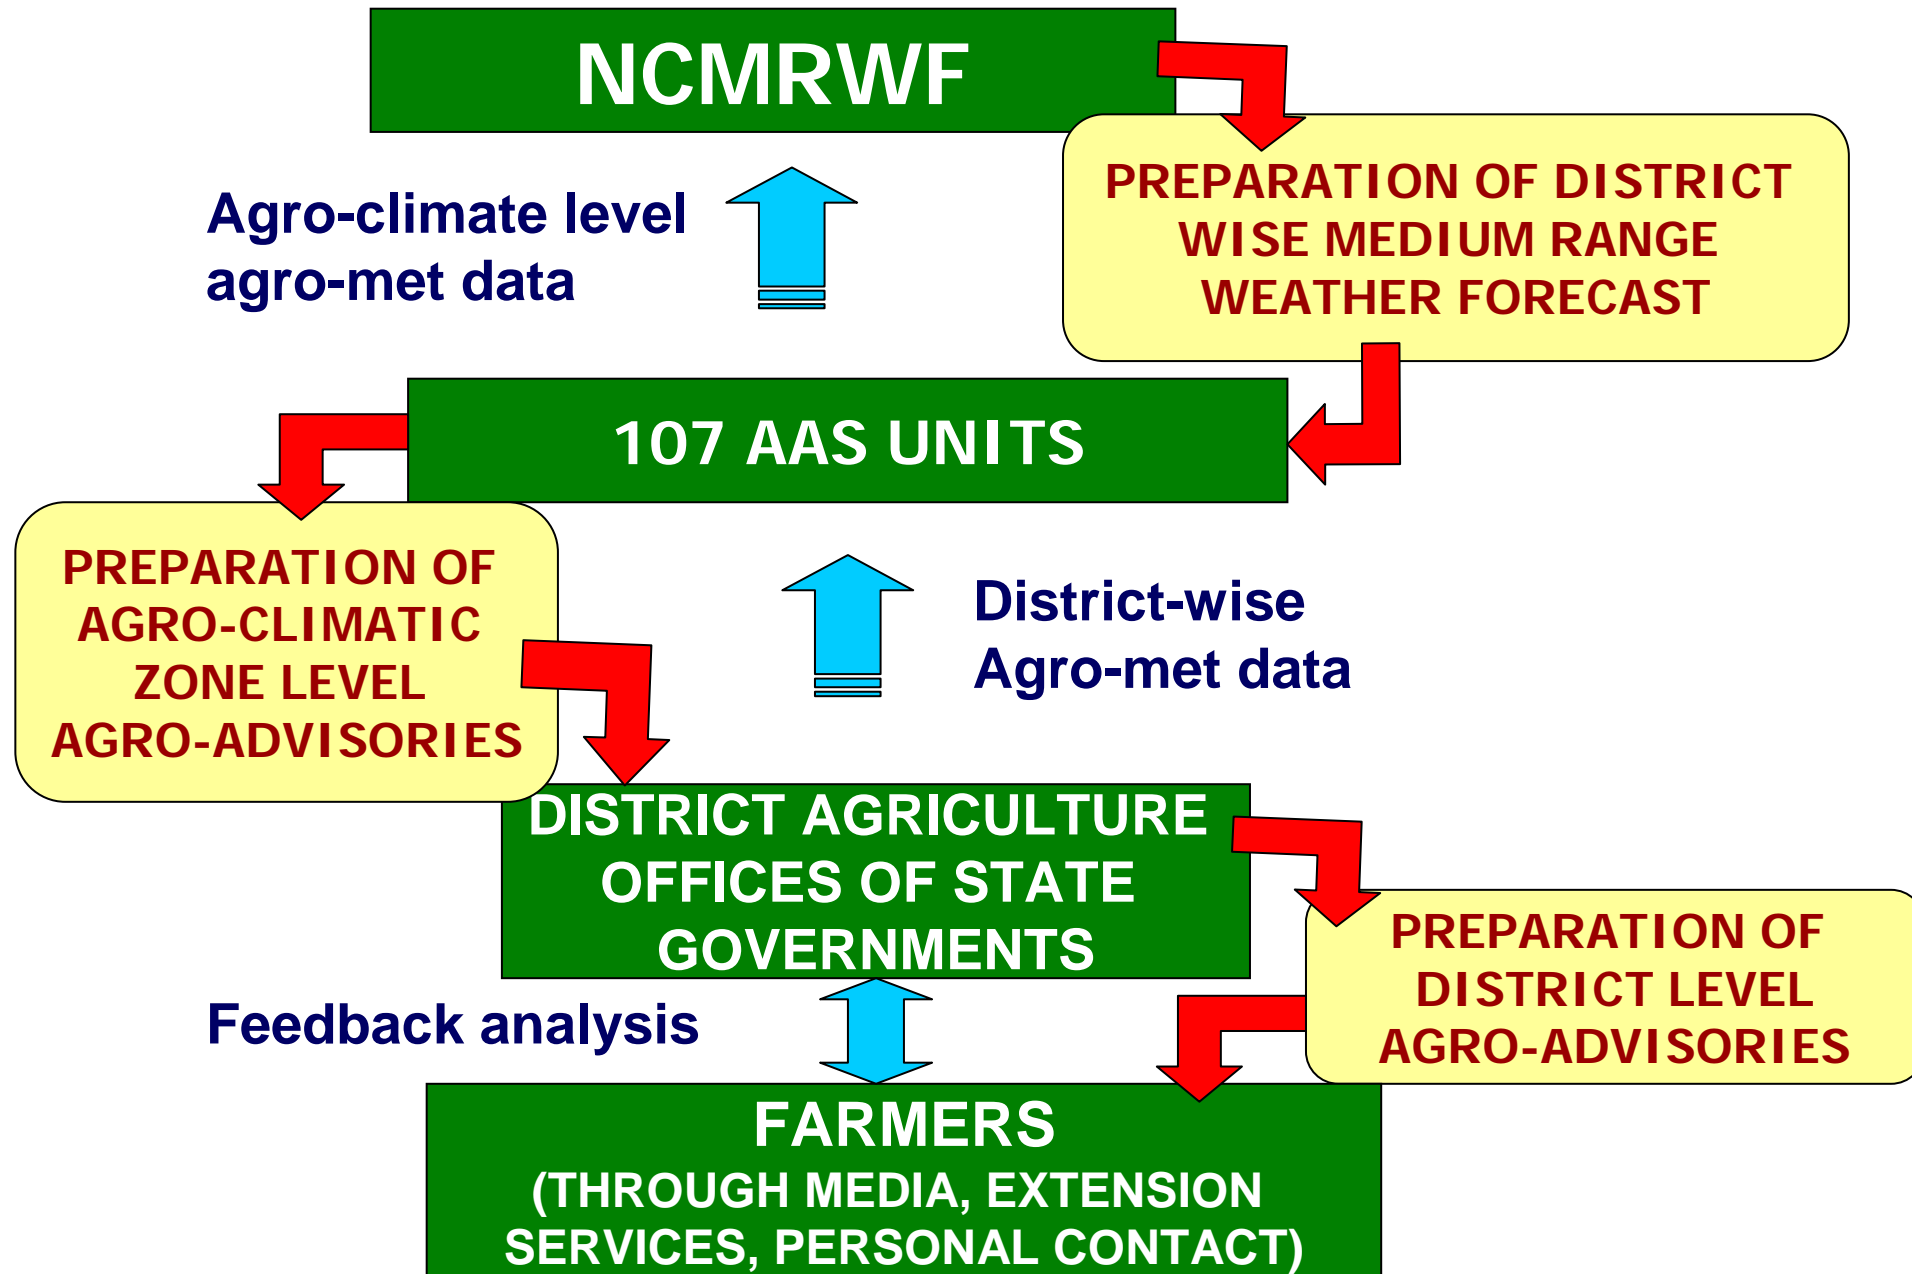 NCMRWF
PREPARATION OF DISTRICT
WISE MEDIUM RANGE
WEATHER FORECAST
Agro-climate level
agro-met data
107 AAS UNITS
PREPARATION OF
AGRO-CLIMATIC
ZONE LEVEL
AGRO-ADVISORIES
District-wise
Agro-met data
DISTRICT AGRICULTURE
OFFICES OF STATE
GOVERNMENTS
PREPARATION OF
DISTRICT LEVEL
AGRO-ADVISORIES
Feedback analysis
FARMERS
(THROUGH MEDIA, EXTENSION
SERVICES, PERSONAL CONTACT)